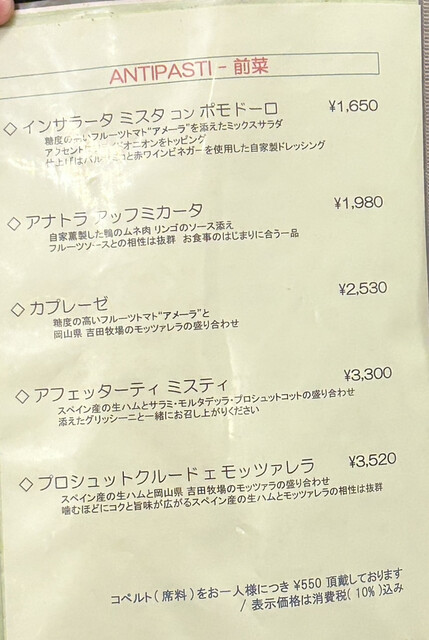 ANTIPASTI - 前菜
◇ インサラータ ミスタ コン ポモドーロ ¥1,650
糖度の高いフルーツトマト"アメーラ"を添えたミックスサラダ
オニオンをトッピング
と赤ワインビネガーを使用した自家製ドレッシング
◇ アナトラ アッフミカータ ¥1,980
自家薫製した鴨のムネ肉 リンゴのソース添え
フルーツソースとの相性は抜群 お食事のはじまりに合う一品
◇ カプレーゼ ¥2,530
糖度の高いフルーツトマト"アメーラ"と
岡山県 吉田牧場のモッツァレラの盛り合わせ
◇ アフェッターティ ミスティ ¥3,300
スペイン産の生ハムとサラミ・モルタデッラ・プロシュットコットの盛り合わせ
添えたグリッシーニと一緒にお召し上がりください
◇ プロシュットクルード エ モッツァレラ ¥3,520
スペイン産の生ハムと岡山県 吉田牧場のモッツァラの盛り合わせ
噛むほどにコクと旨味が広がるスペイン産の生ハムとモッツァレラの相性は抜群
コペルト(席料)をお一人様につき ¥550 頂戴しております
/ 表示価格は消費税(10%)込み